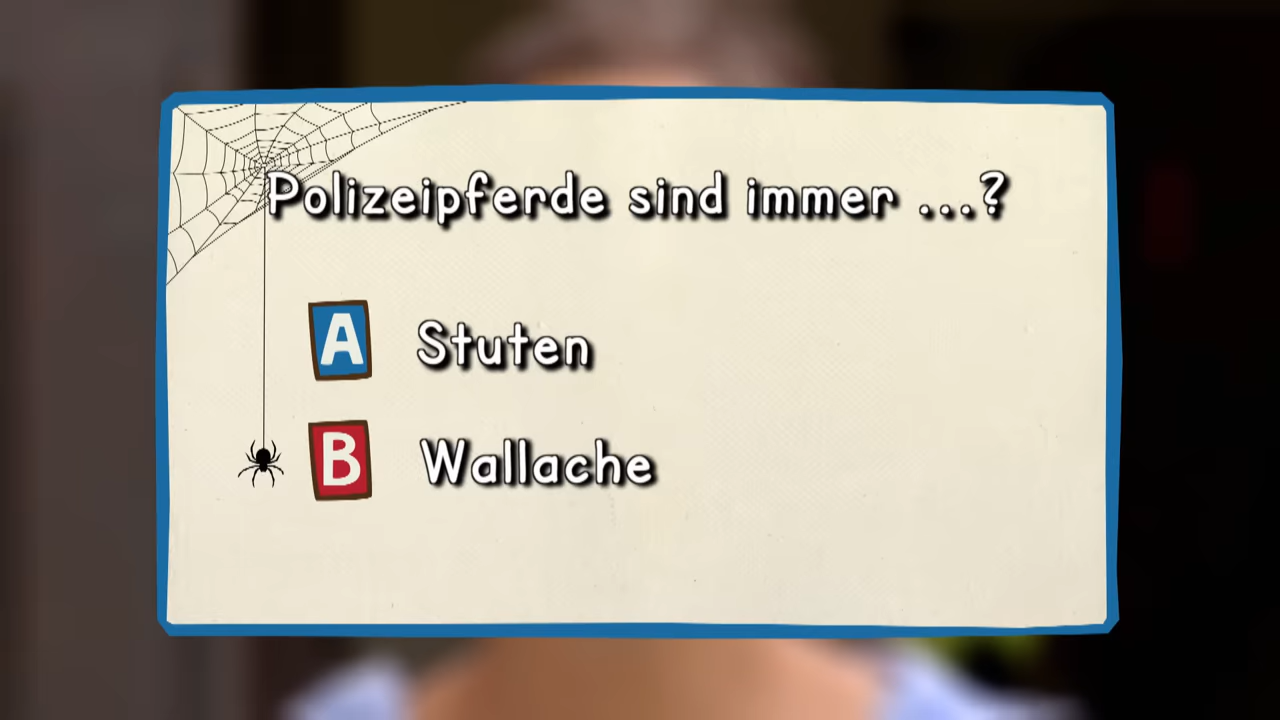 Polizeipferde sind immer ...?
A Stuten
B Wallache